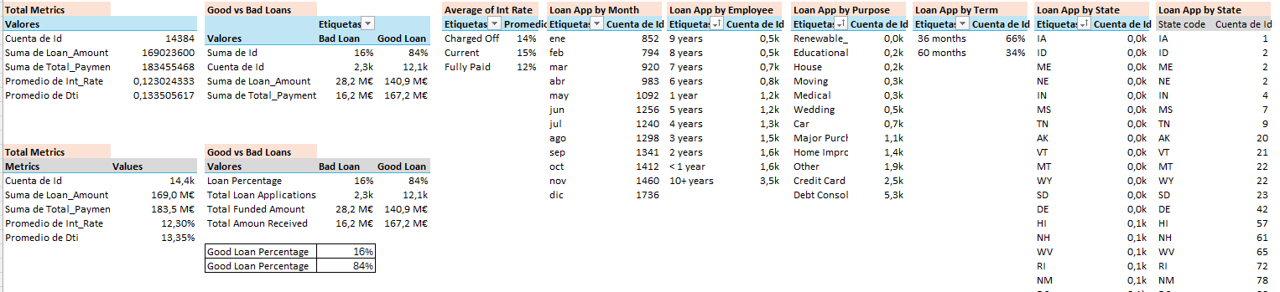 Total Metrics
Valores
Cuenta de Id 14384
Suma de Loan_Amount 169023600
Suma de Total_Paymen 183455468
Promedio de Int_Rate 0,123024333
Promedio de Dti 0,133505617
Total Metrics
Metrics Values
Cuenta de Id 14,4k
Suma de Loan_Amount 169,0 M€
Suma de Total_Paymen 183,5 M€
Promedio de Int_Rate 12,30%
Promedio de Dti 13,35%
Good vs Bad Loans
Etiquetas
Valores Bad Loan Good Loan
Suma de Id 16% 84%
Cuenta de Id 2,3k 12,1k
Suma de Loan_Amount 28,2 M€ 140,9 M€
Suma de Total_Payment 16,2 M€ 167,2 M€
Good vs Bad Loans
Valores Bad Loan Good Loan
Loan Percentage 16% 84%
Total Loan Applications 2,3k 12,1k
Total Funded Amount 28,2 M€ 140,9 M€
Total Amoun Received 16,2 M€ 167,2 M€
Good Loan Percentage 16%
Good Loan Percentage 84%
Average of Int Rate
Etiquetas Promedio
Charged Off 14%
Current 15%
Fully Paid 12%
Loan App by Month
Etiquetas Cuenta de Id
ene 852
feb 794
mar 920
abr 983
may 1092
jun 1256
jul 1240
ago 1298
sep 1341
oct 1412
nov 1460
dic 1736
Loan App by Employee
Etiquetas Cuenta de Id
9 years 0,5k
8 years 0,5k
7 years 0,7k
6 years 0,8k
1 year 1,2k
5 years 1,2k
4 years 1,3k
3 years 1,5k
2 years 1,6k
< 1 year 1,6k
10+ years 3,5k
Loan App by Purpose
Etiquetas Cuenta de Id
Renewable_ 0,0k
Educational 0,2k
House 0,2k
Moving 0,3k
Medical 0,3k
Wedding 0,5k
Car 0,7k
Major Purch 1,1k
Home Impro 1,4k
Other 1,9k
Credit Card 2,5k
Debt Consol 5,3k
Loan App by Term
Etiquetas Cuenta de Id
36 months 66%
60 months 34%
Loan App by State
Etiquetas Cuenta de Id
IA 0,0k
ID 0,0k
ME 0,0k
NE 0,0k
IN 0,0k
MS 0,0k
TN 0,0k
AK 0,0k
VT 0,0k
MT 0,0k
WY 0,0k
SD 0,0k
DE 0,0k
HI 0,1k
NH 0,1k
WV 0,1k
RI 0,1k
NM 0,1k
Loan App by State
State code Cuenta de Id
IA 1
ID 2
ME 2
NE 2
IN 4
MS 7
TN 9
AK 20
VT 21
MT 22
WY 22
SD 23
DE 42
HI 57
NH 61
WV 65
RI 72
NM 78